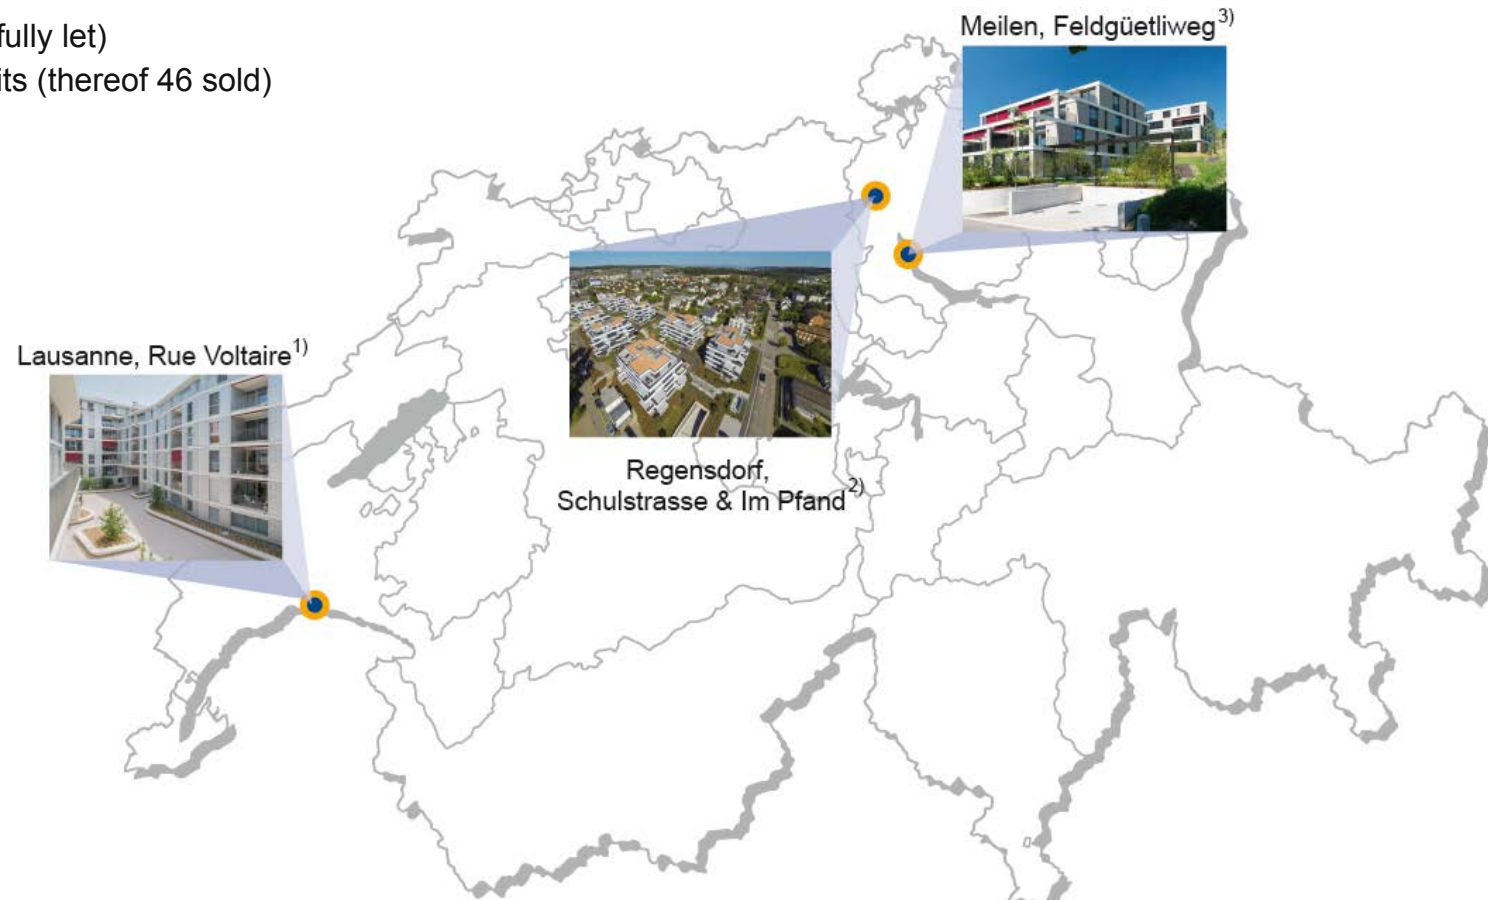 fully let)
its (thereof 46 sold)
Meilen, Feldgüetliweg3)
Lausanne, Rue Voltaire1)
Regensdorf,
Schulstrasse & Im Pfand2)